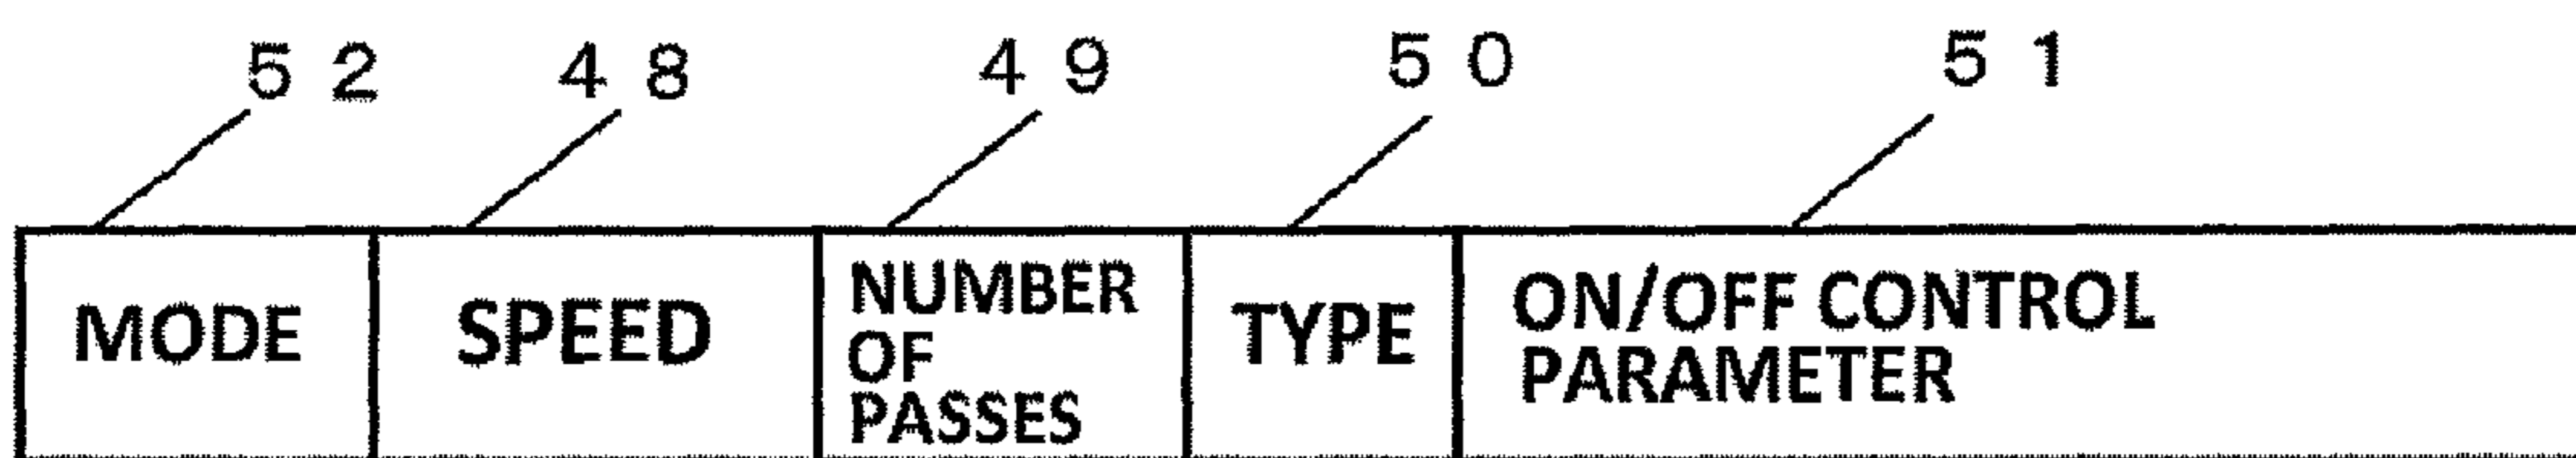 52 48 49 50 51
MODE SPEED NUMBER OF PASSES TYPE ON/OFF CONTROL PARAMETER